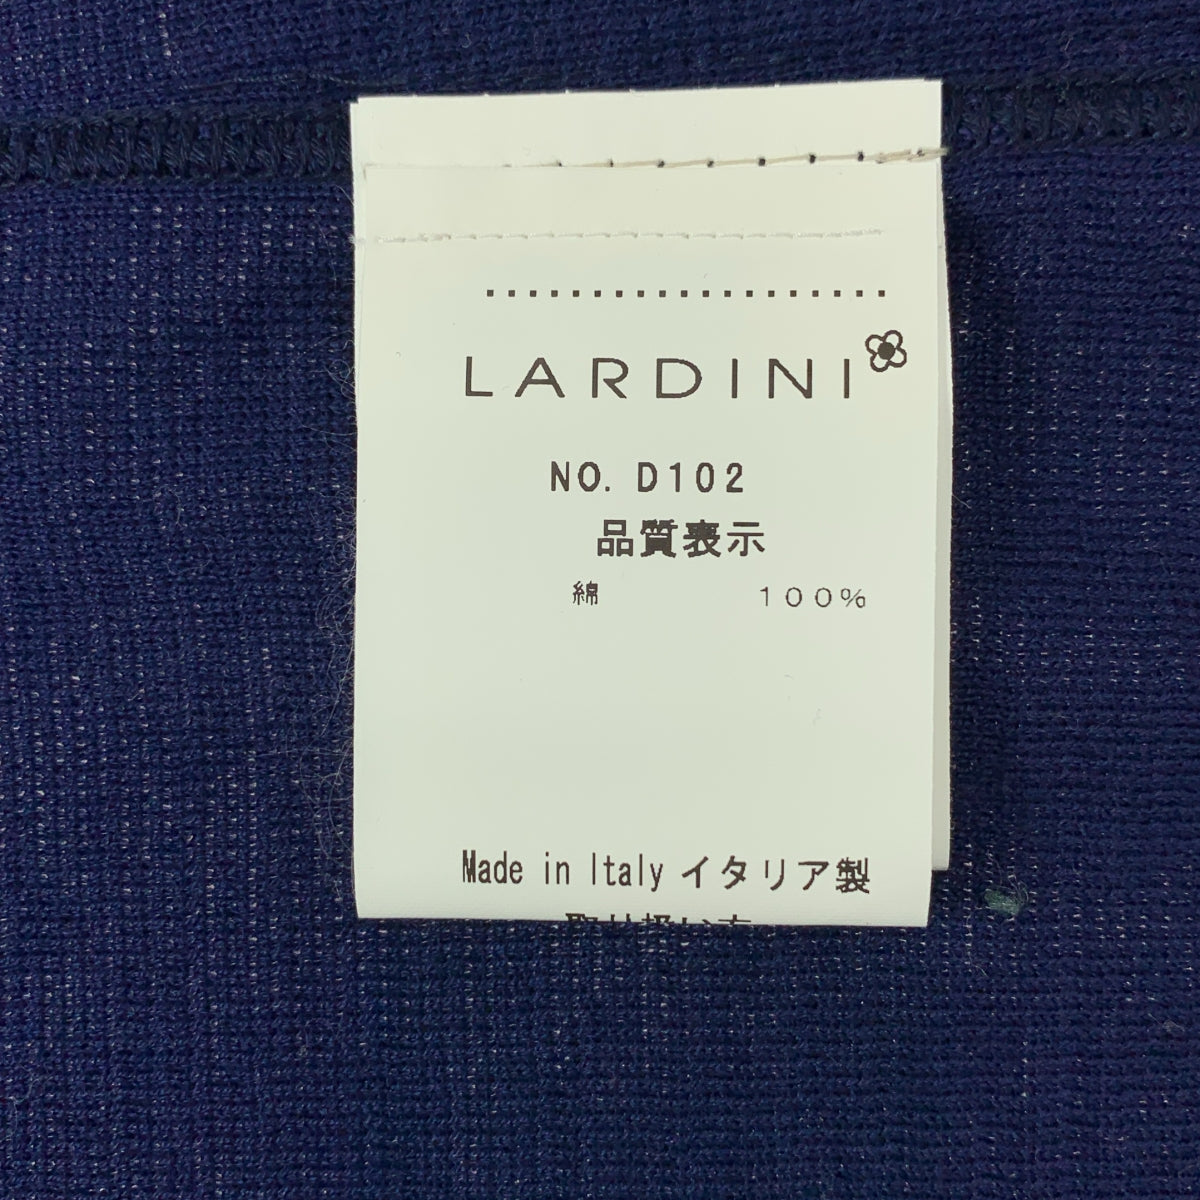 LARDINI
NO. D102
品質表示
綿 100%
Made in Italy イタリア製